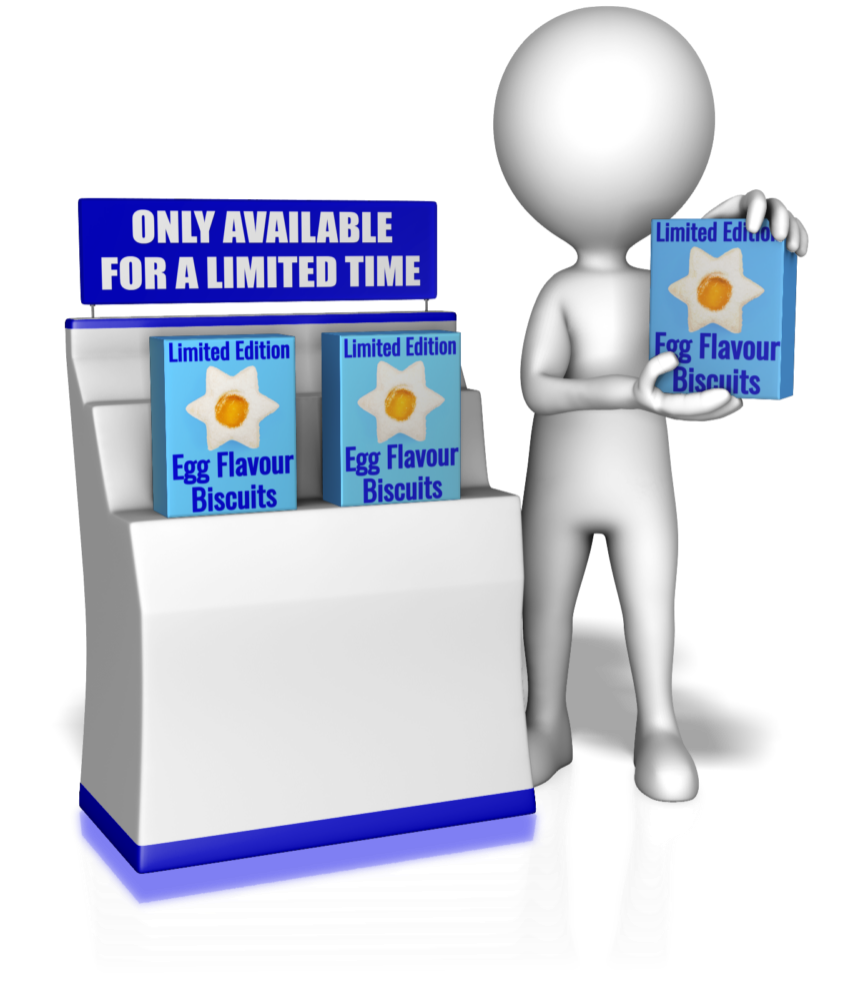 ONLY AVAILABLE
FOR A LIMITED TIME
Limited Edition
Egg Flavour
Biscuits
Limited Edition
Egg Flavour
Biscuits
Limited Edition
Egg Flavour
Biscuits